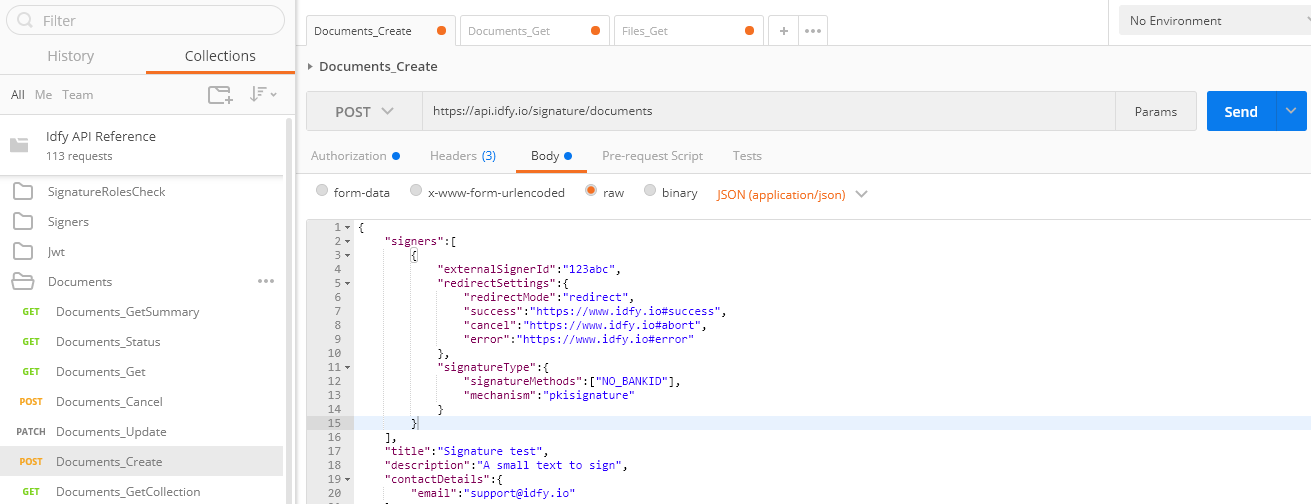 Filter
History Collections
All Me Team
Idfy API Reference
113 requests
SignatureRolesCheck
Signers
Jwt
Documents •••
GET Documents_GetSummary
GET Documents_Status
GET Documents_Get
POST Documents_Cancel
PATCH Documents_Update
POST Documents_Create
GET Documents_GetCollection
Documents_Create Documents_Get Files_Get + •••
No Environment
Documents_Create
POST https://api.idfy.io/signature/documents Params Send
Authorization Headers (3) Body Pre-request Script Tests
form-data x-www-form-urlencoded raw binary JSON (application/json)
1 {
2 "signers":[
3 {
4 "externalSignerId":"123abc",
5 "redirectSettings":{
6 "redirectMode":"redirect",
7 "success":"https://www.idfy.io#success",
8 "cancel":"https://www.idfy.io#abort",
9 "error":"https://www.idfy.io#error"
10 },
11 "signatureType":{
12 "signatureMethods":["NO_BANKID"],
13 "mechanism":"pkisignature"
14 }
15 }
16 ],
17 "title":"Signature test",
18 "description":"A small text to sign",
19 "contactDetails":{
20 "email":"support@idfy.io"